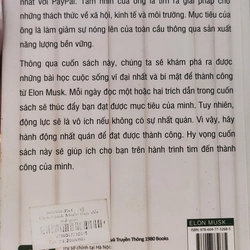 nhất với PayPal. Tầm nhìn của ông là tìm ra giải pháp cho
những thách thức về xã hội, kinh tế và môi trường. Mục tiêu của
ông là làm giảm sự nóng lên của toàn cầu thông qua sản xuất
năng lượng bền vững.
Thông qua cuốn sách này, chúng ta sẽ khám phá ra được
những bài học cuộc sống vĩ đại nhất và bí mật để thành công
từ Elon Musk. Mỗi ngày đọc một hoặc hai trích dẫn trong cuốn
sách sẽ thúc đẩy bạn đạt được mục tiêu của mình. Tuy nhiên,
động lực sẽ là vô ích nếu không có sự nhất quán. Vì vậy, hãy
hành động nhất quán để đạt được thành công. Hy vọng cuốn
sách này sẽ giúp ích cho bạn trên hành trình tìm đến thành
công của mình.
ELON MUSK
và Truyền Thông 1980 Books